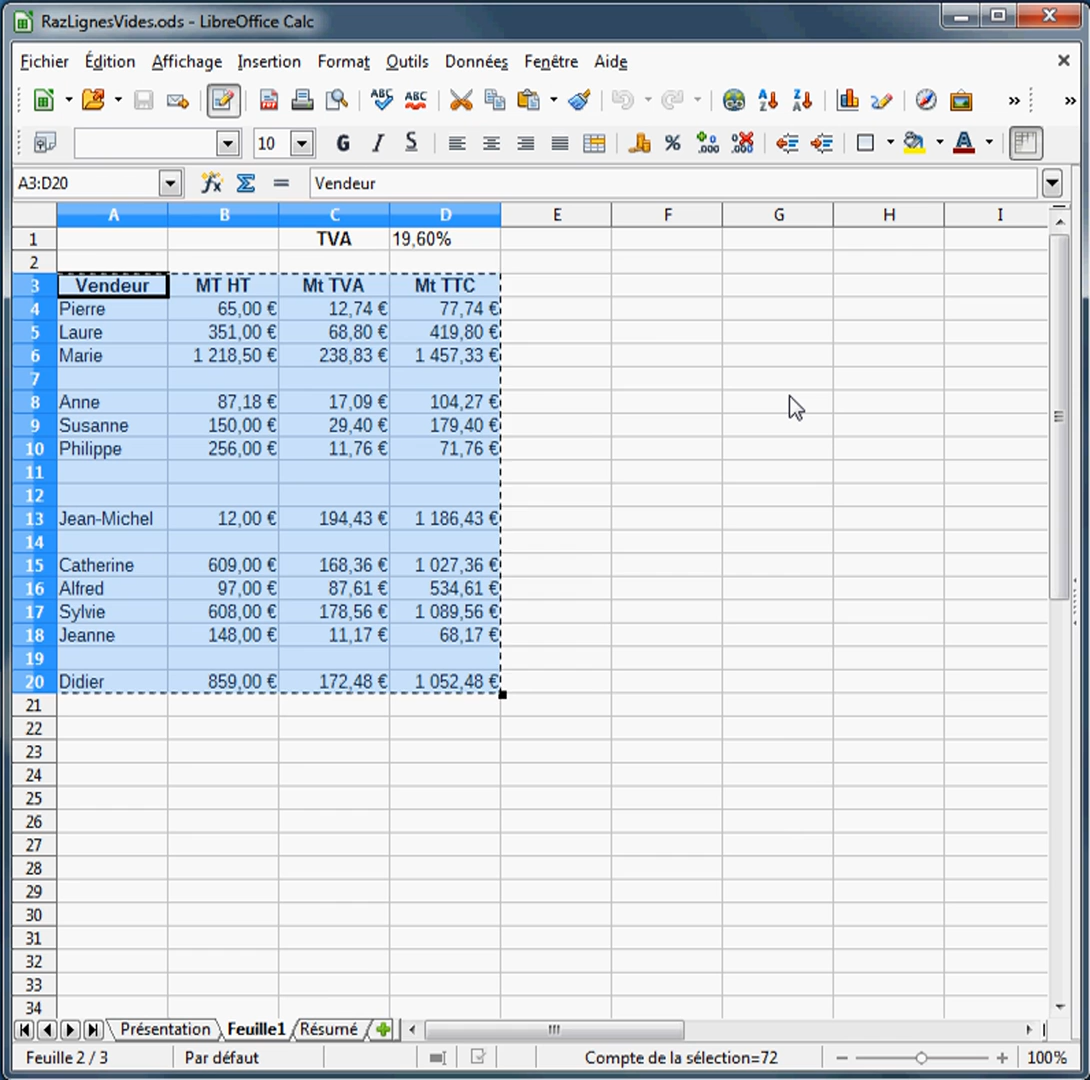 RazLignesVides.ods - LibreOffice Calc
Fichier Édition Affichage Insertion Format Outils Données Fenêtre Aide
ABC ABC A Z Z A » »
10 G I S % .000 .000 A
A3:D20 fx Σ = Vendeur
A B C D E F G H I
1 TVA 19,60%
2
3 Vendeur MT HT Mt TVA Mt TTC
4 Pierre 65,00 € 12,74 € 77,74 €
5 Laure 351,00 € 68,80 € 419,80 €
6 Marie 1 218,50 € 238,83 € 1 457,33 €
7
8 Anne 87,18 € 17,09 € 104,27 €
9 Susanne 150,00 € 29,40 € 179,40 €
10 Philippe 256,00 € 11,76 € 71,76 €
11
12
13 Jean-Michel 12,00 € 194,43 € 1 186,43 €
14
15 Catherine 609,00 € 168,36 € 1 027,36 €
16 Alfred 97,00 € 87,61 € 534,61 €
17 Sylvie 608,00 € 178,56 € 1 089,56 €
18 Jeanne 148,00 € 11,17 € 68,17 €
19
20 Didier 859,00 € 172,48 € 1 052,48 €
21
22
23
24
25
26
27
28
29
30
31
32
33
34
Présentation Feuille1 Résumé
Feuille 2 / 3 Par défaut Compte de la sélection=72 100%